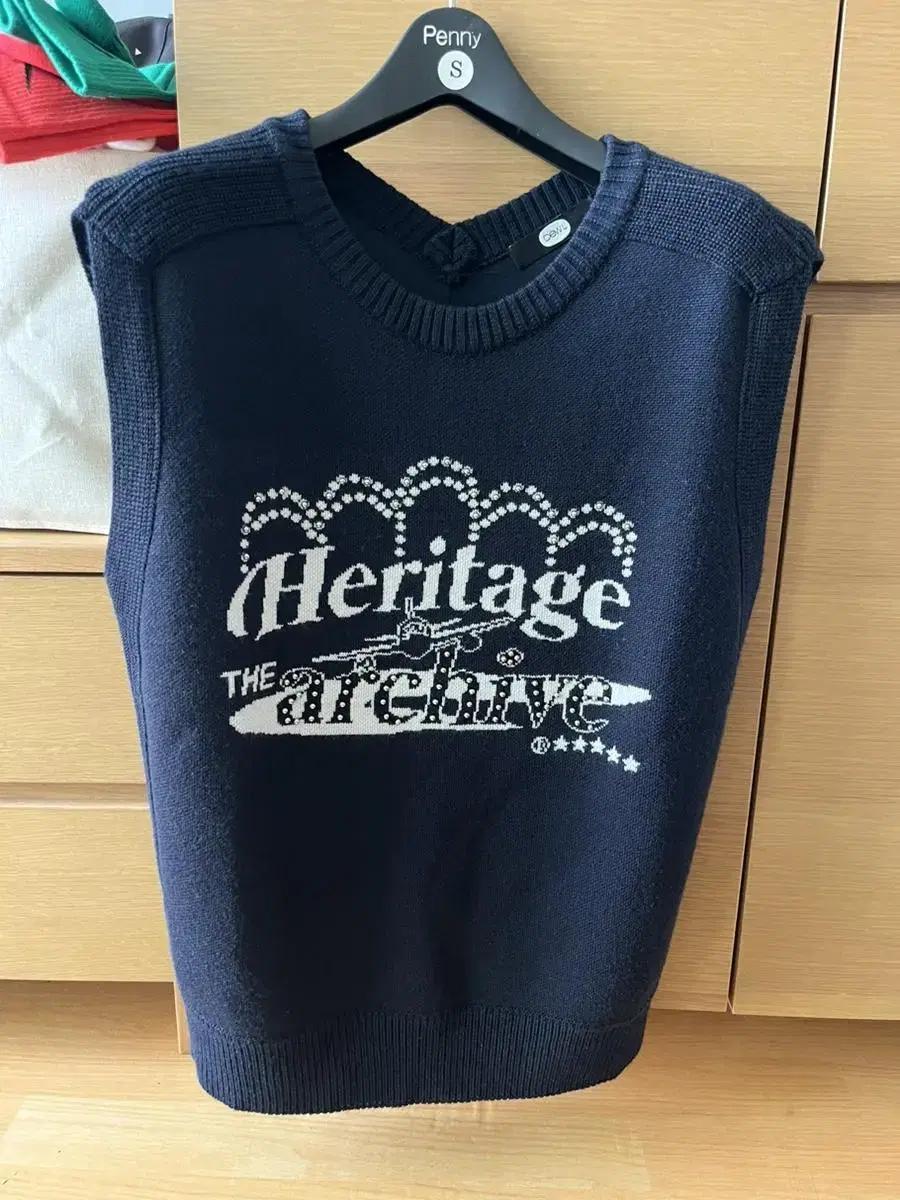 Penny
S
Heritage
THE archive
®